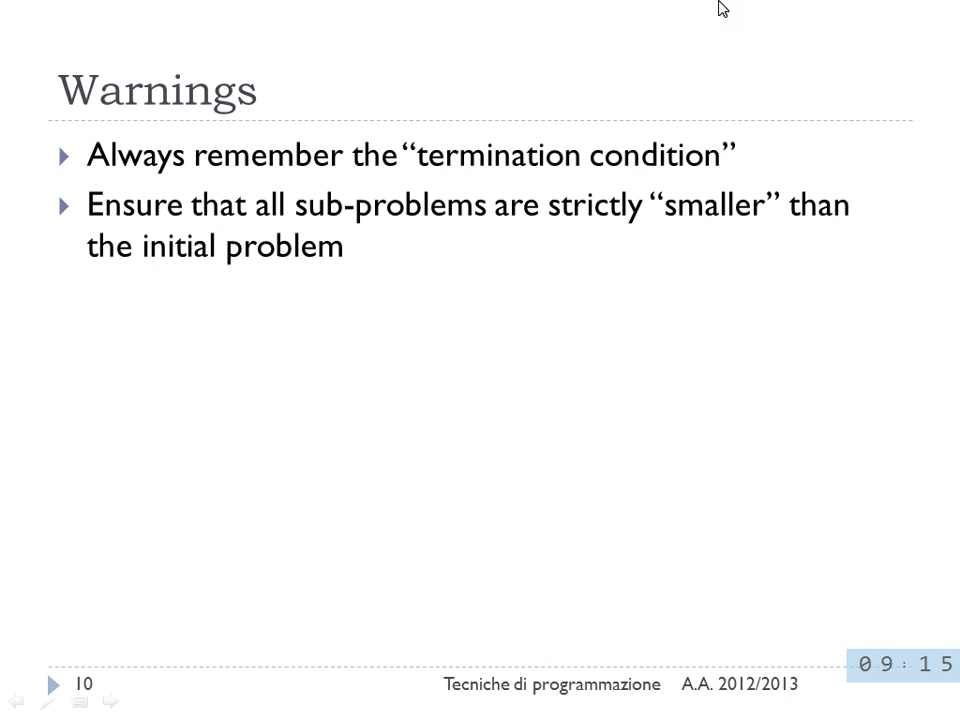 Warnings
Always remember the “termination condition”
Ensure that all sub-problems are strictly “smaller” than
the initial problem
09:15
10 Tecniche di programmazione A.A. 2012/2013